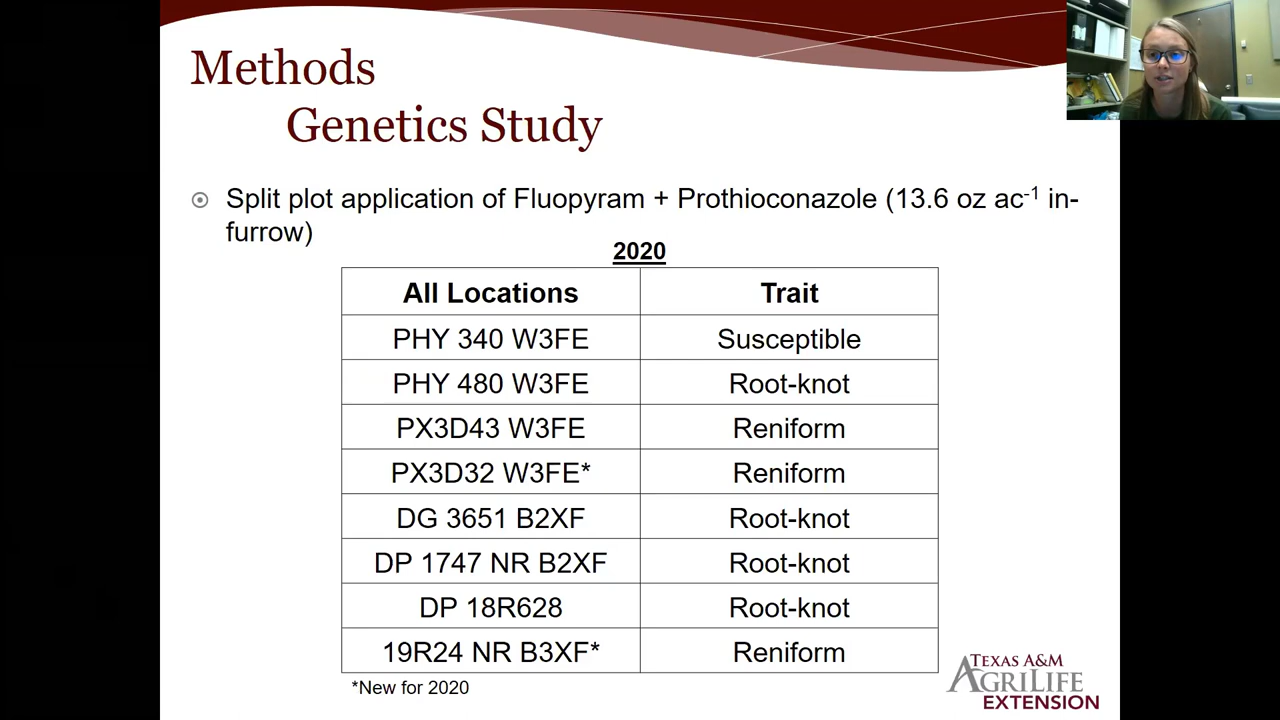 Methods
Genetics Study
Split plot application of Fluopyram + Prothioconazole (13.6 oz ac-1 in-
furrow)
2020
All Locations Trait
PHY 340 W3FE Susceptible
PHY 480 W3FE Root-knot
PX3D43 W3FE Reniform
PX3D32 W3FE* Reniform
DG 3651 B2XF Root-knot
DP 1747 NR B2XF Root-knot
DP 18R628 Root-knot
19R24 NR B3XF* Reniform
*New for 2020
TEXAS A&M
AGRILIFE
EXTENSION